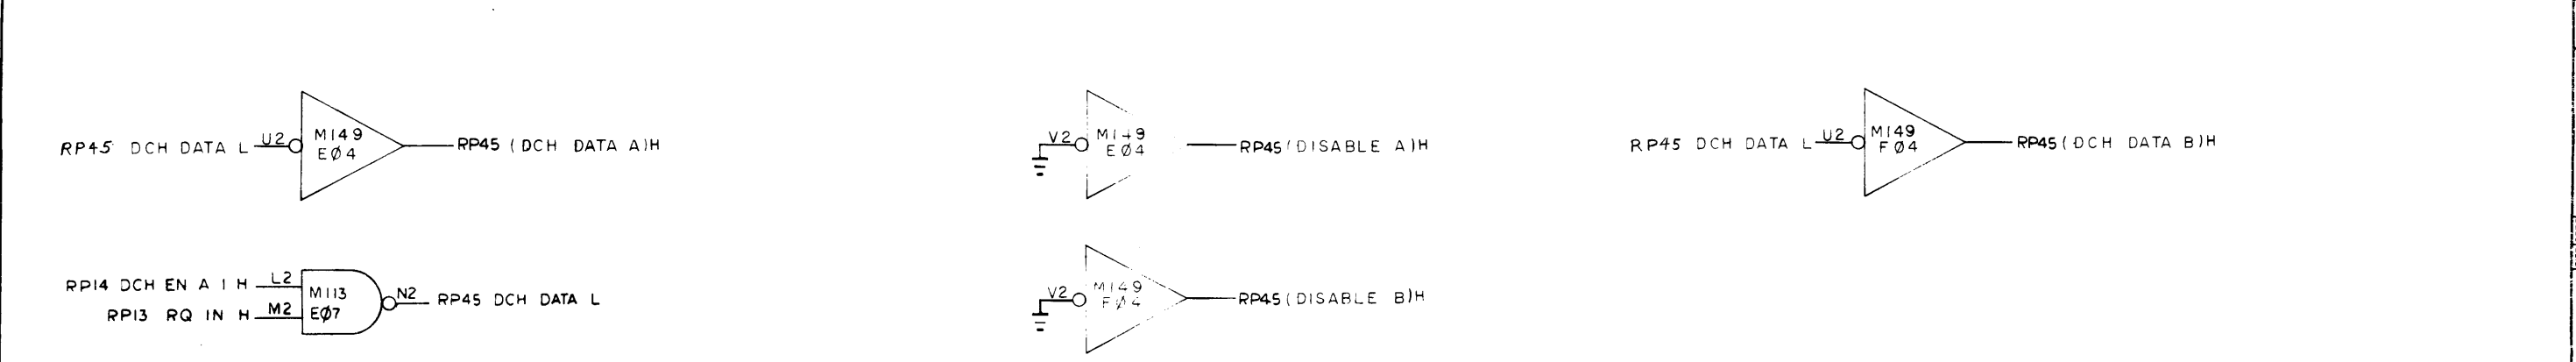 RP45 DCH DATA L U2 M149 EØ4 RP45 (DCH DATA A)H
V2 M149 EØ4 RP45(DISABLE A)H
RP45 DCH DATA L U2 M149 FØ4 RP45(DCH DATA B)H
RP14 DCH EN A 1 H L2
RP13 RQ IN H M2
M113
EØ7
N2 RP45 DCH DATA L
V2 M149 FØ4 RP45(DISABLE B)H